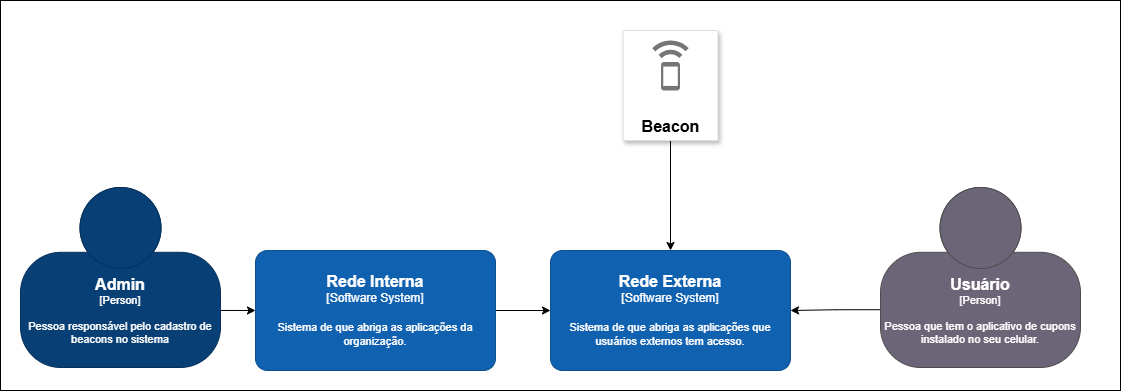 Beacon
Admin
[Person]
Pessoa responsável pelo cadastro de
beacons no sistema
Rede Interna
[Software System]
Sistema de que abriga as aplicações da
organização.
Rede Externa
[Software System]
Sistema de que abriga as aplicações que
usuários externos tem acesso.
Usuário
[Person]
Pessoa que tem o aplicativo de cupons
instalado no seu celular.